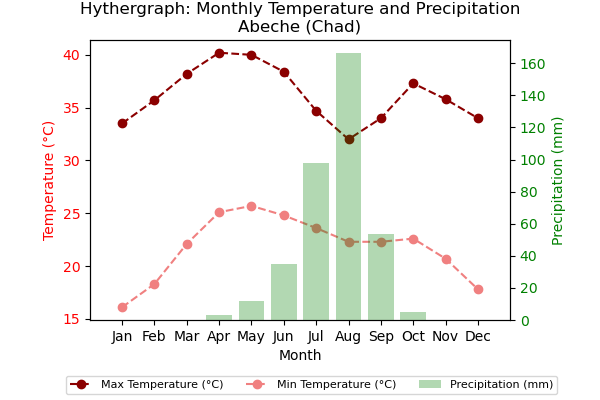 Hythergraph: Monthly Temperature and Precipitation
Abeche (Chad)
Temperature (°C)
40
35
30
25
20
15
160
140
120
100
80
60
40
20
0
Precipitation (mm)
Jan Feb Mar Apr May Jun Jul Aug Sep Oct Nov Dec
Month
Max Temperature (°C) Min Temperature (°C) Precipitation (mm)